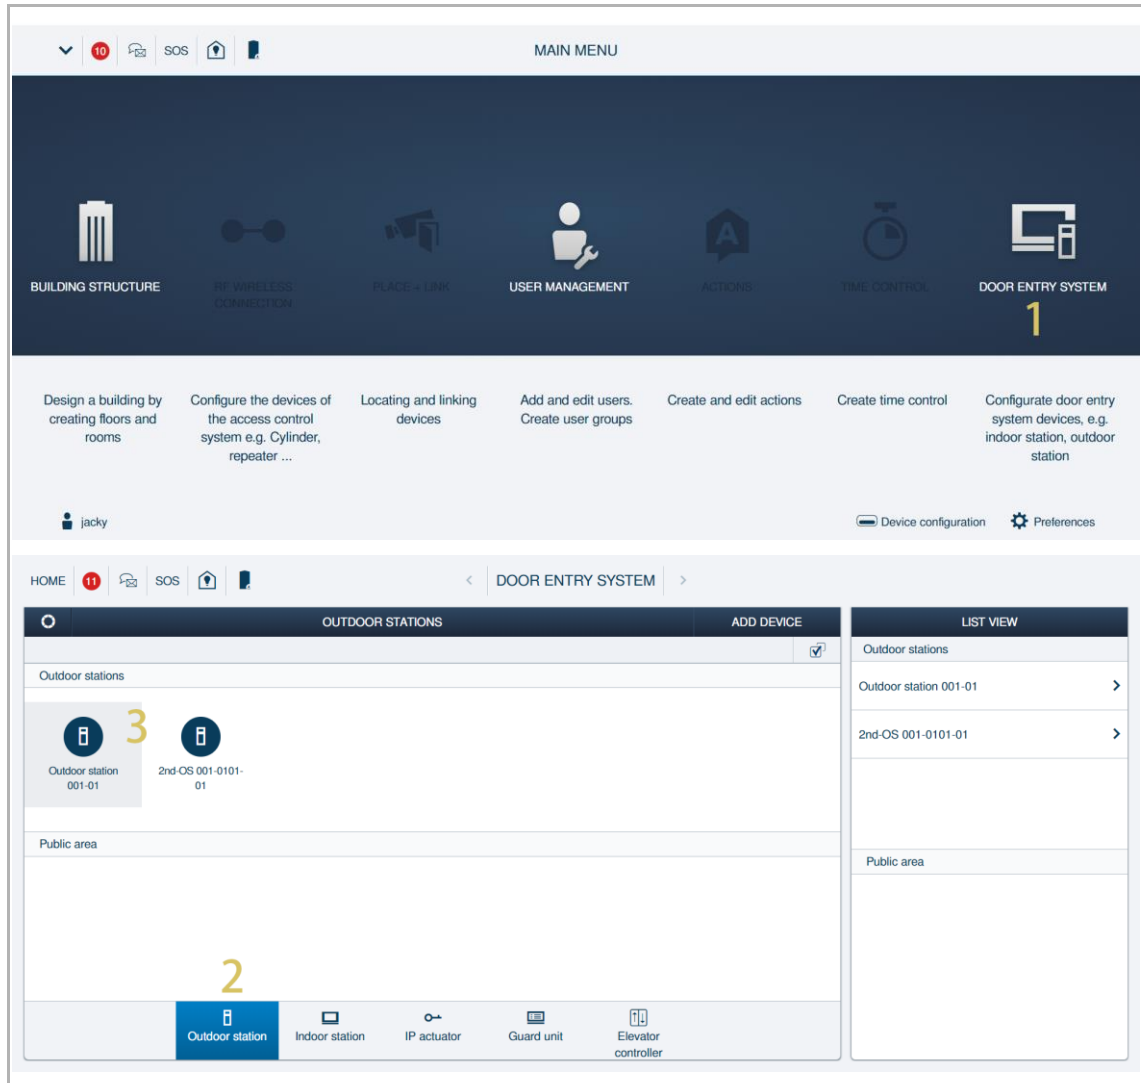 10 SOS MAIN MENU
BUILDING STRUCTURE
RF WIRELESS
CONNECTION
PLACE + LINK
USER MANAGEMENT
ACTIONS
TIME CONTROL
DOOR ENTRY SYSTEM
1
Design a building by
creating floors and
rooms
Configure the devices of
the access control
system e.g. Cylinder,
repeater ...
Locating and linking
devices
Add and edit users.
Create user groups
Create and edit actions
Create time control
Configurate door entry
system devices, e.g.
indoor station, outdoor
station
jacky
Device configuration
Preferences
HOME 11 SOS < DOOR ENTRY SYSTEM >
OUTDOOR STATIONS
ADD DEVICE
Outdoor stations
Outdoor station
001-01
3
2nd-OS 001-0101-
01
Public area
2
Outdoor station
Indoor station
IP actuator
Guard unit
Elevator
controller
LIST VIEW
Outdoor stations
Outdoor station 001-01
2nd-OS 001-0101-01
Public area